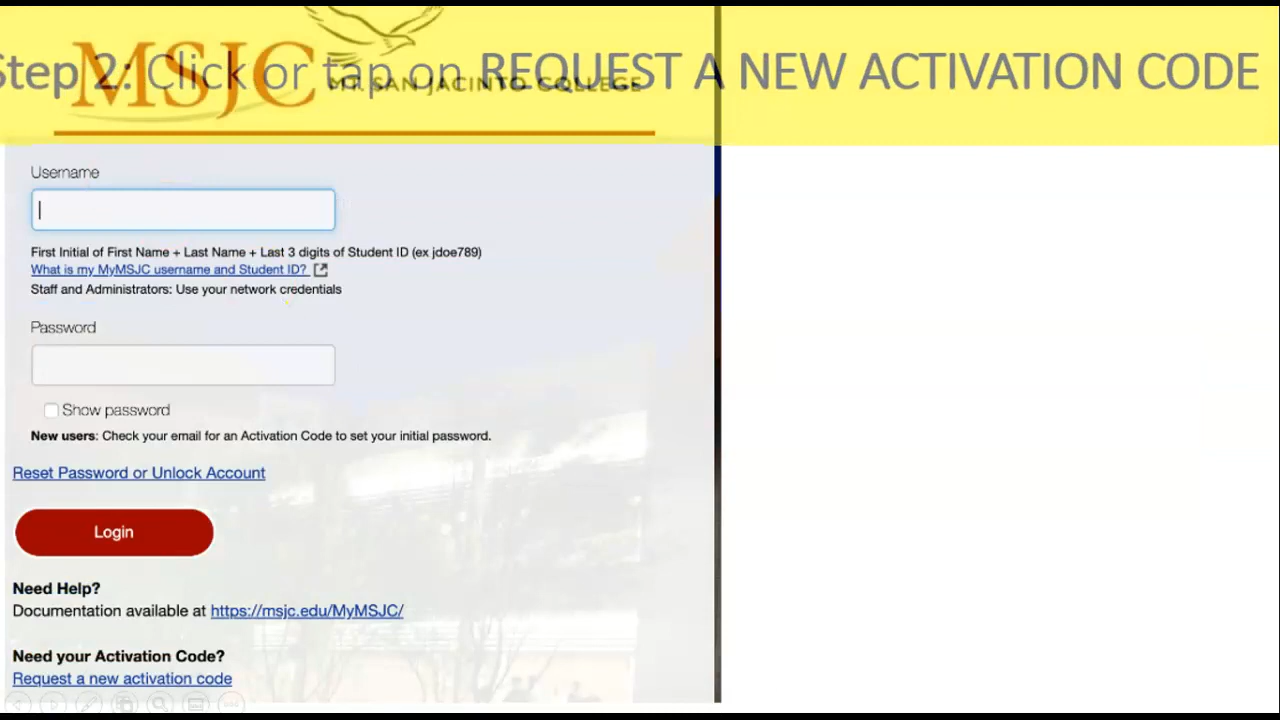 Step 2: Click or tap on REQUEST A NEW ACTIVATION CODE
MSJC
MT. SAN JACINTO COLLEGE
Username
First Initial of First Name + Last Name + Last 3 digits of Student ID (ex jdoe789)
What is my MyMSJC username and Student ID?
Staff and Administrators: Use your network credentials
Password
Show password
New users: Check your email for an Activation Code to set your initial password.
Reset Password or Unlock Account
Login
Need Help?
Documentation available at https://msjc.edu/MyMSJC/
Need your Activation Code?
Request a new activation code